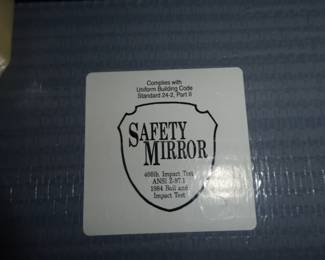 Complies with
Uniform Building Code
Standard 24-2, Part II
SAFETY
MIRROR
400lb. Impact Test
ANSI Z-97.1
1984 Ball and
Impact Test